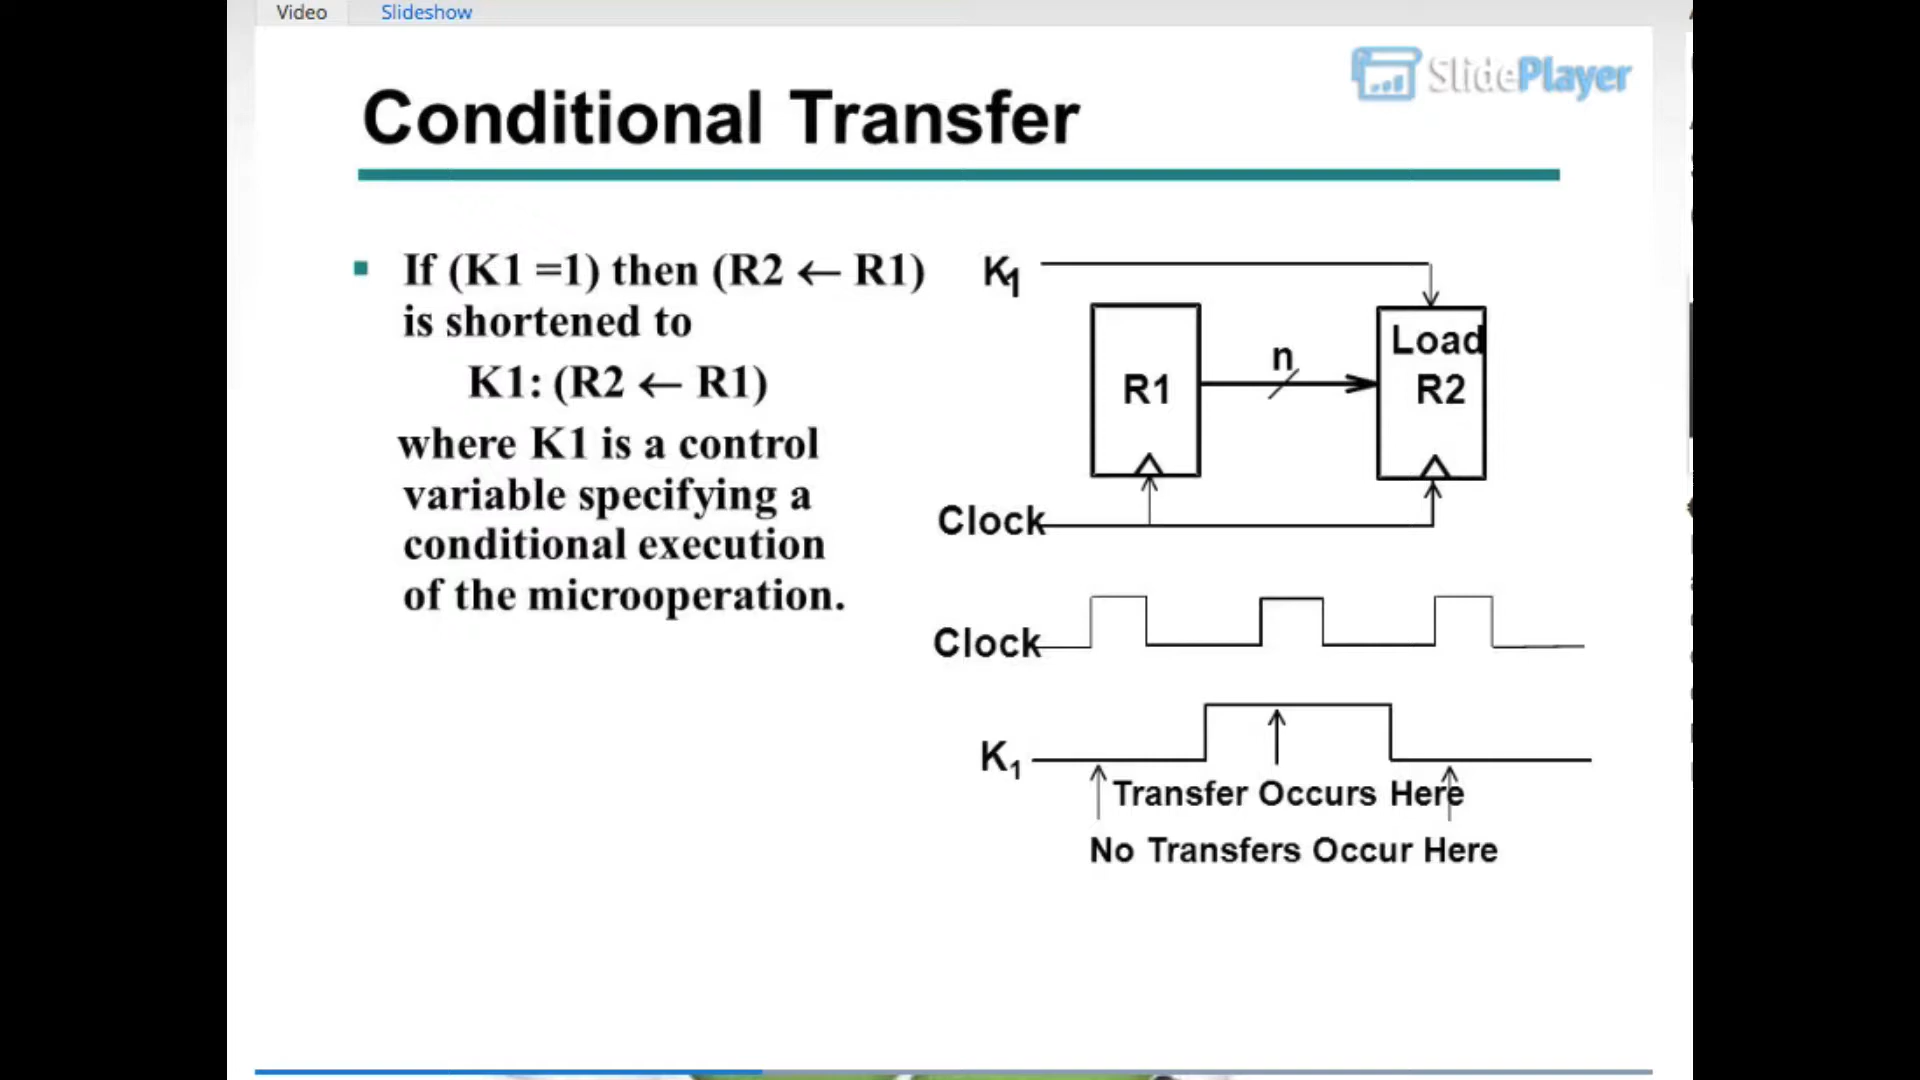 Video Slideshow
SlidePlayer
Conditional Transfer
If (K1 =1) then (R2 ← R1)
is shortened to
K1: (R2 ← R1)
where K1 is a control
variable specifying a
conditional execution
of the microoperation.
K1
Load
n
R1
R2
Clock
Clock
K1
Transfer Occurs Here
No Transfers Occur Here